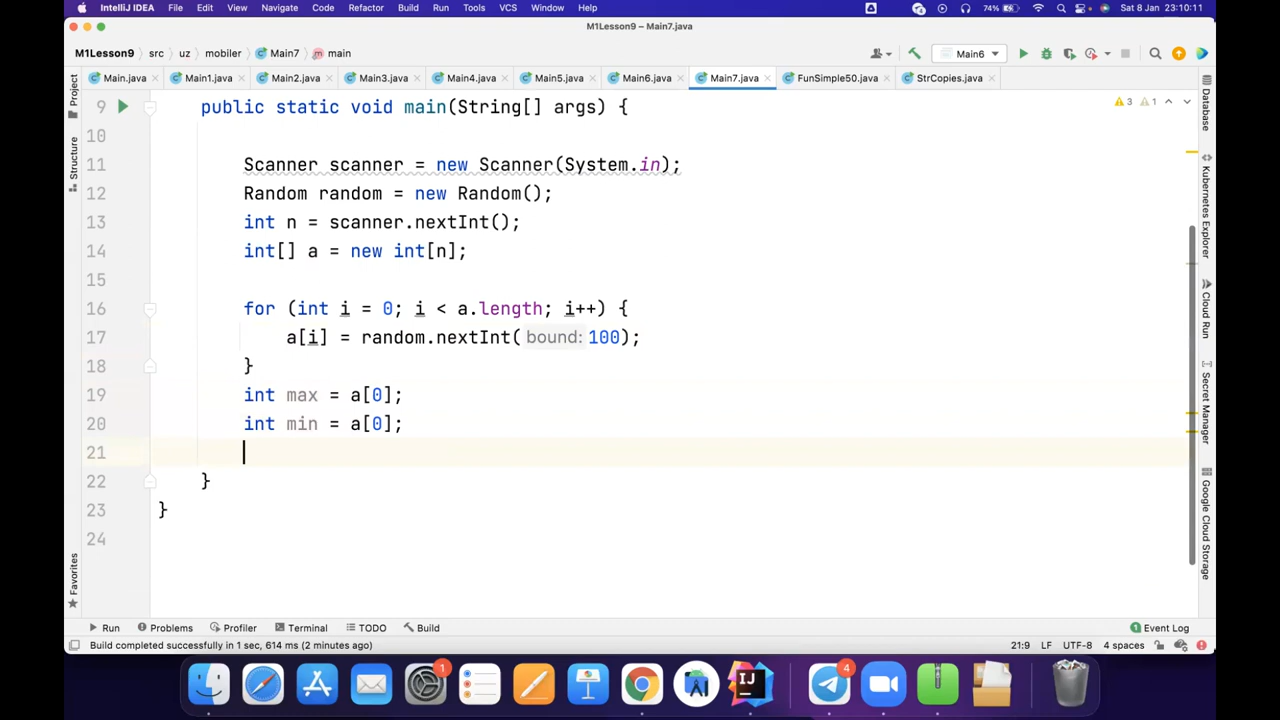 IntelliJ IDEA File Edit View Navigate Code Refactor Build Run Tools VCS Window Help 74% Sat 8 Jan 23:10:11
M1Lesson9 – Main7.java
M1Lesson9 src uz mobiler Main7 main Main6
Main.java Main1.java Main2.java Main3.java Main4.java Main5.java Main6.java Main7.java FunSimple50.java StrCopies.java
9 public static void main(String[] args) { 3 1
10
11 Scanner scanner = new Scanner(System.in);
12 Random random = new Random();
13 int n = scanner.nextInt();
14 int[] a = new int[n];
15
16 for (int i = 0; i < a.length; i++) {
17 a[i] = random.nextInt( bound: 100);
18 }
19 int max = a[0];
20 int min = a[0];
21
22 }
23 }
24
Project
Structure
Favorites
Database
Kubernetes Explorer
Cloud Run
Secret Manager
Google Cloud Storage
Run Problems Profiler Terminal TODO Build 1 Event Log
Build completed successfully in 1 sec, 614 ms (2 minutes ago) 21:9 LF UTF-8 4 spaces
1 IJ 4